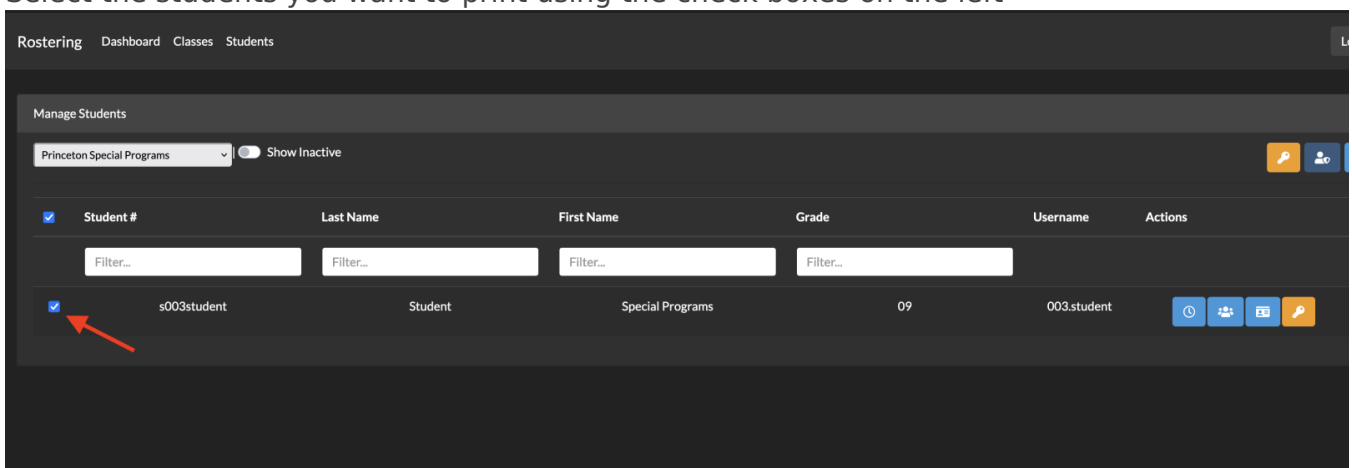 Select the students you want to print using the check boxes on the left
Rostering Dashboard Classes Students
Manage Students
Princeton Special Programs Show Inactive
Student # Last Name First Name Grade Username Actions
Filter... Filter... Filter... Filter...
s003student Student Special Programs 09 003.student